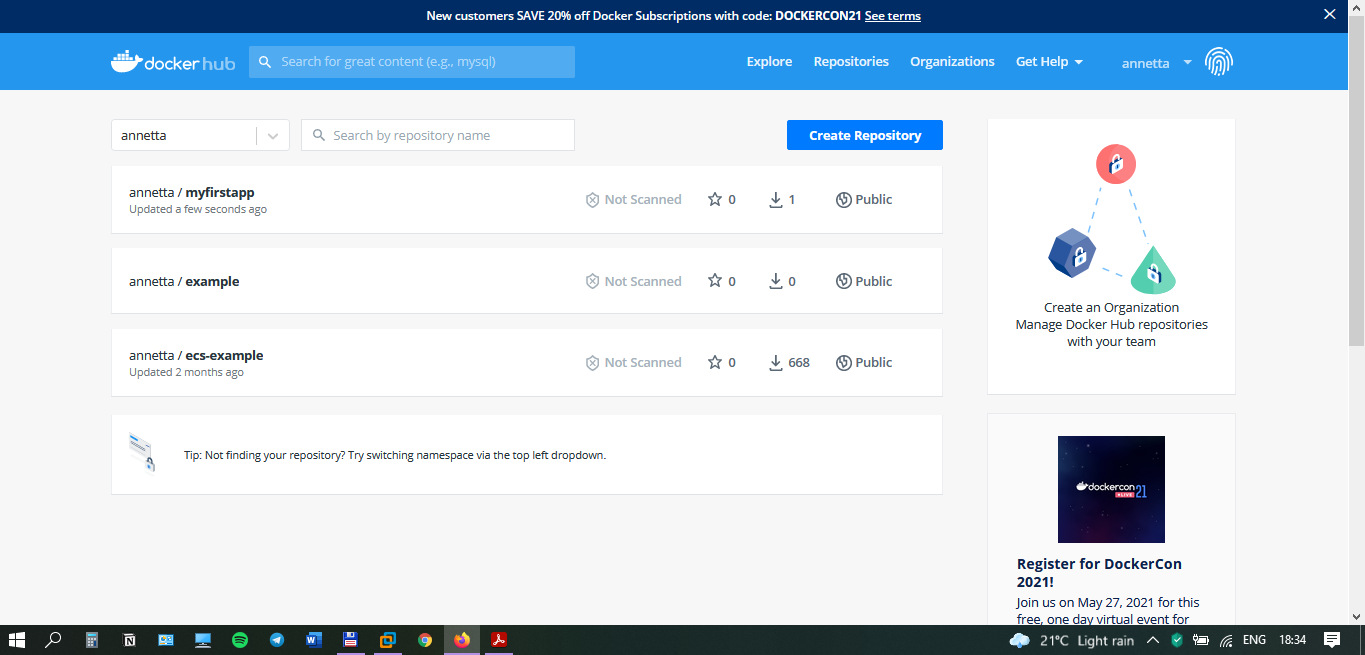 New customers SAVE 20% off Docker Subscriptions with code: DOCKERCON21 See terms
docker hub
Search for great content (e.g., mysql)
Explore
Repositories
Organizations
Get Help
annetta
annetta
Search by repository name
Create Repository
annetta / myfirstapp
Updated a few seconds ago
Not Scanned
0
1
Public
annetta / example
Not Scanned
0
0
Public
annetta / ecs-example
Updated 2 months ago
Not Scanned
0
668
Public
Tip: Not finding your repository? Try switching namespace via the top left dropdown.
Create an Organization
Manage Docker Hub repositories
with your team
dockercon
LIVE 21
Register for DockerCon
2021!
Join us on May 27, 2021 for this
free, one day virtual event for
21°C Light rain
ENG
18:34